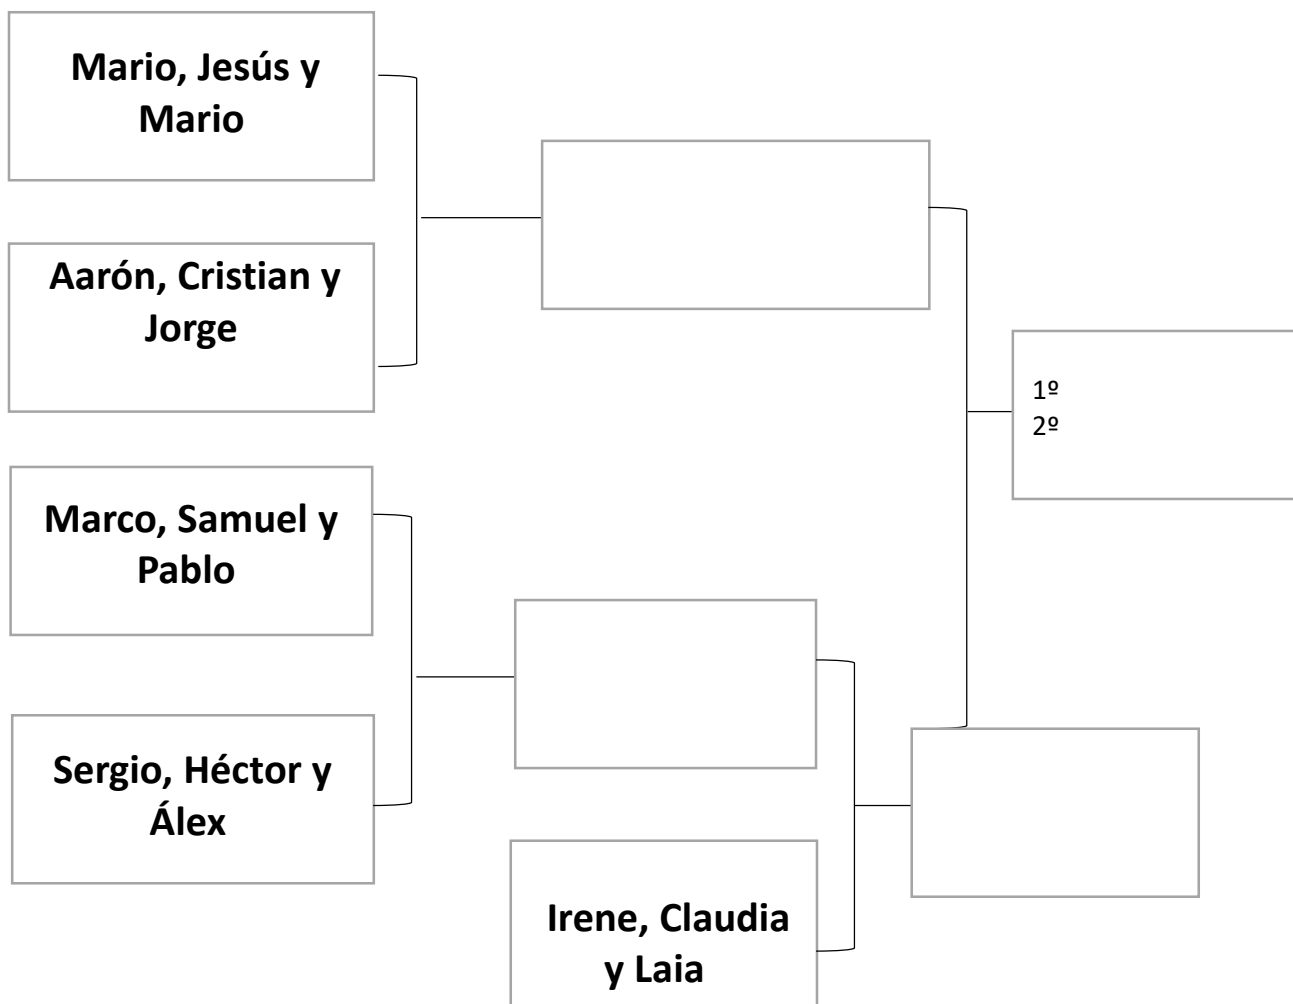 Mario, Jesús y
Mario
Aarón, Cristian y
Jorge
1º
2º
Marco, Samuel y
Pablo
Sergio, Héctor y
Álex
Irene, Claudia
y Laia